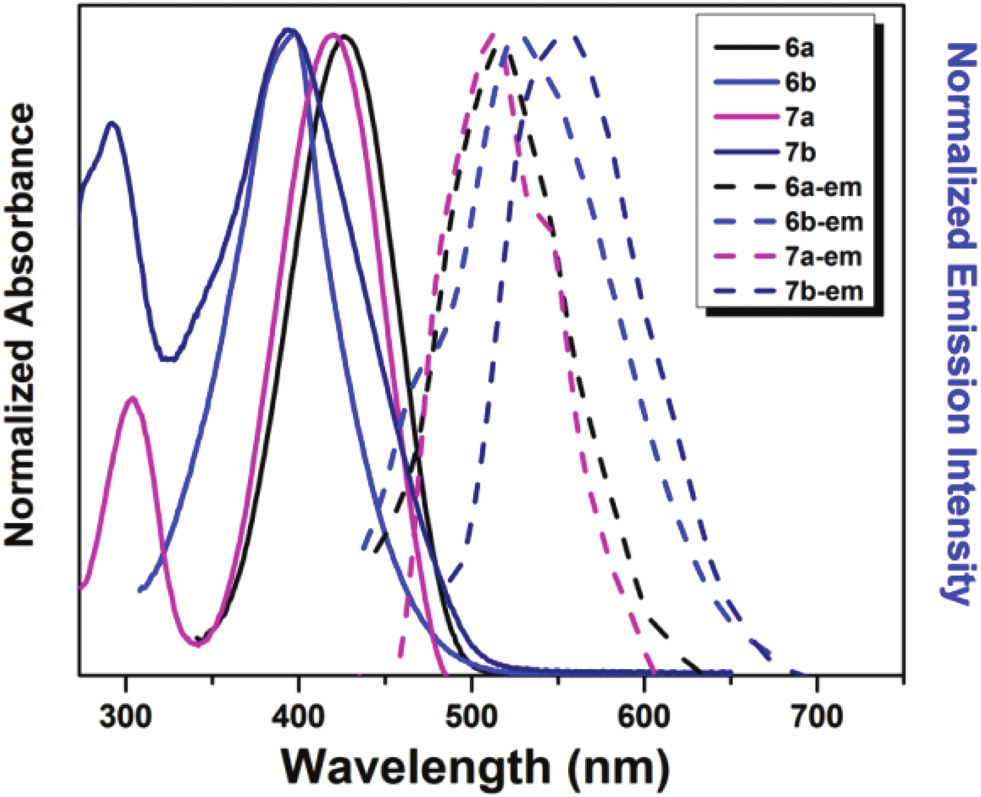 Normalized Absorbance
6a
6b
7a
7b
6a-em
6b-em
7a-em
7b-em
Normalized Emission Intensity
300 400 500 600 700
Wavelength (nm)